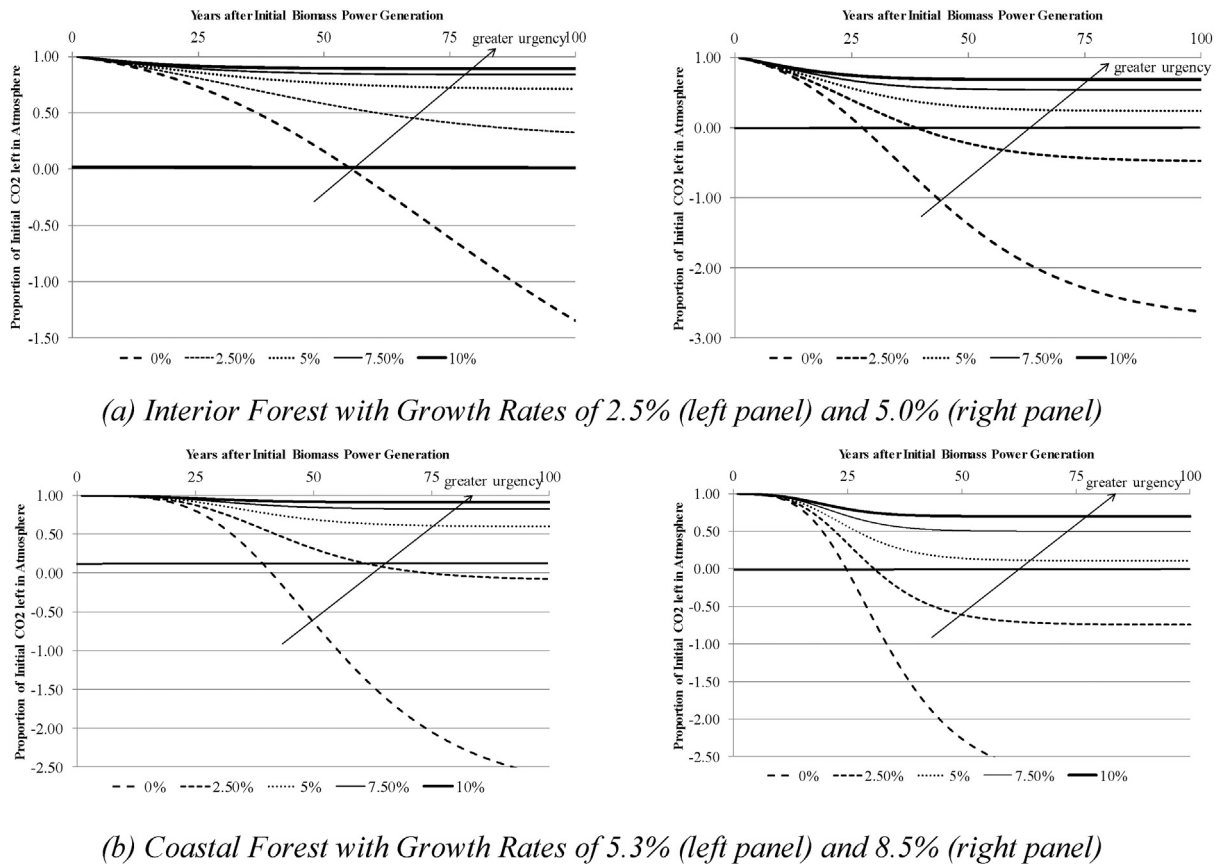 Years after Initial Biomass Power Generation
0 25 50 75 100
greater urgency
Proportion of Initial CO2 left in Atmosphere
1.00
0.50
0.00
-0.50
-1.00
-1.50
0% 2.50% 5% 7.50% 10%
Years after Initial Biomass Power Generation
0 25 50 75 100
greater urgency
Proportion of Initial CO2 left in Atmosphere
1.00
0.00
-1.00
-2.00
-3.00
0% 2.50% 5% 7.50% 10%
(a) Interior Forest with Growth Rates of 2.5% (left panel) and 5.0% (right panel)
Years after Initial Biomass Power Generation
0 25 50 75 100
greater urgency
Proportion of Initial CO2 left in Atmosphere
1.00
0.50
0.00
-0.50
-1.00
-1.50
-2.00
-2.50
0% 2.50% 5% 7.50% 10%
Years after Initial Biomass Power Generation
0 25 50 75 100
greater urgency
Proportion of Initial CO2 left in Atmosphere
1.00
0.50
0.00
-0.50
-1.00
-1.50
-2.00
-2.50
0% 2.50% 5% 7.50% 10%
(b) Coastal Forest with Growth Rates of 5.3% (left panel) and 8.5% (right panel)